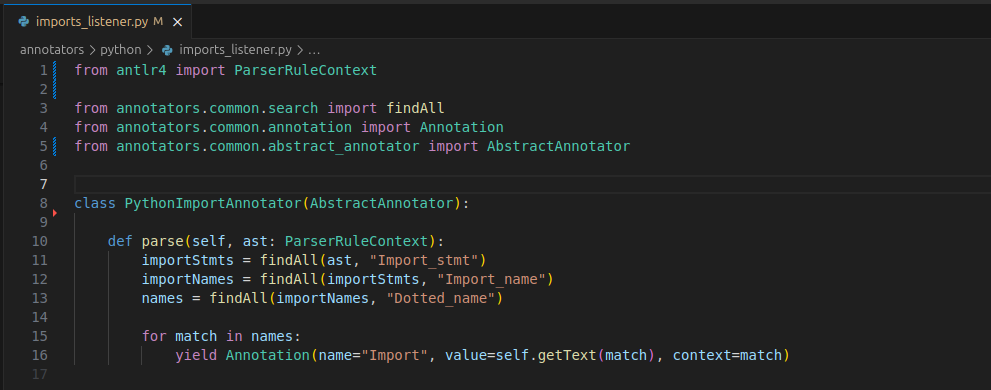 imports_listener.py M ×
annotators > python > imports_listener.py > ...
1 from antlr4 import ParserRuleContext
2
3 from annotators.common.search import findAll
4 from annotators.common.annotation import Annotation
5 from annotators.common.abstract_annotator import AbstractAnnotator
6
7
8 class PythonImportAnnotator(AbstractAnnotator):
9
10     def parse(self, ast: ParserRuleContext):
11         importStmts = findAll(ast, "Import_stmt")
12         importNames = findAll(importStmts, "Import_name")
13         names = findAll(importNames, "Dotted_name")
14
15         for match in names:
16             yield Annotation(name="Import", value=self.getText(match), context=match)
17